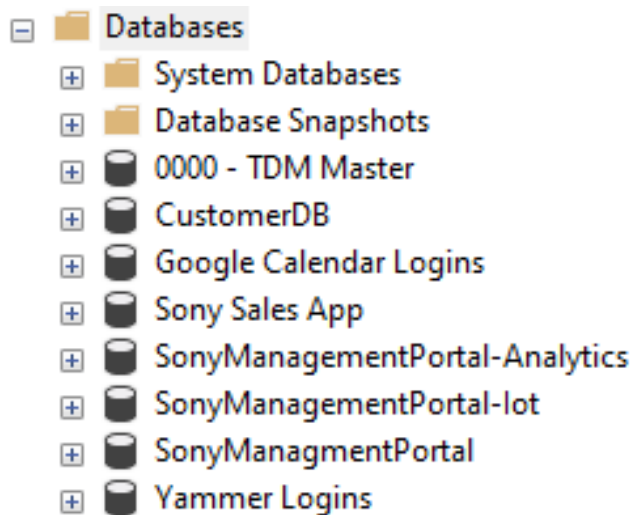 Databases
System Databases
Database Snapshots
0000 - TDM Master
CustomerDB
Google Calendar Logins
Sony Sales App
SonyManagementPortal-Analytics
SonyManagementPortal-Iot
SonyManagmentPortal
Yammer Logins